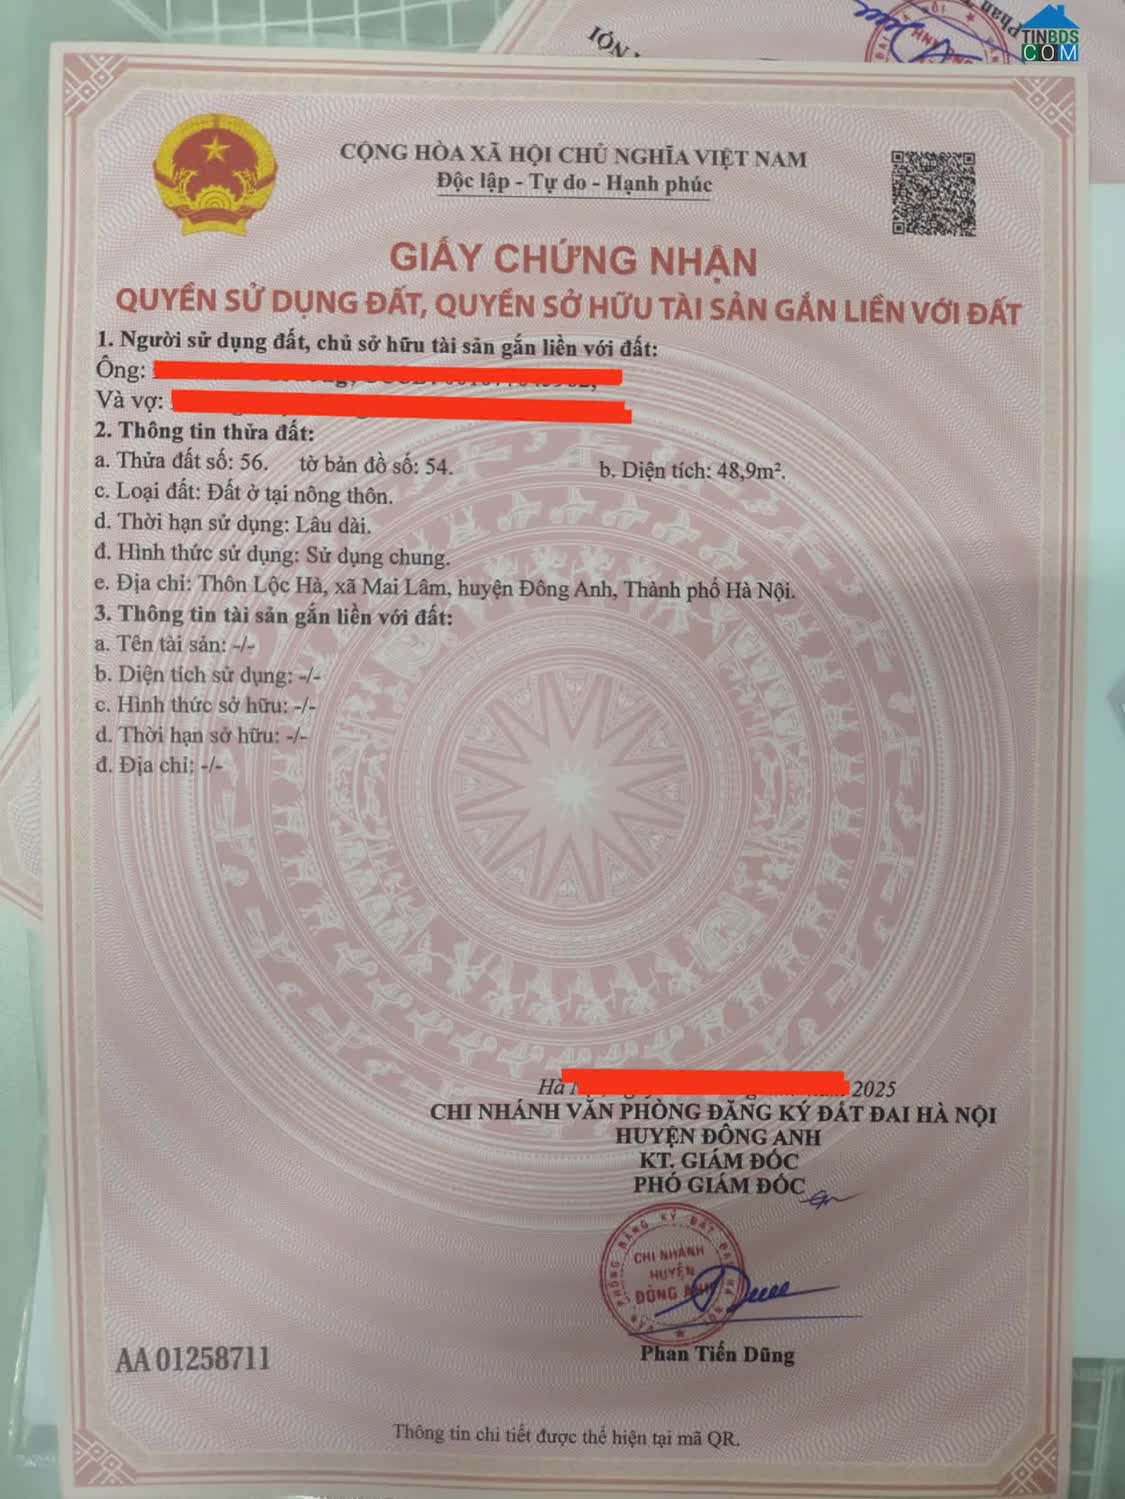 TINBDS
COM
CỘNG HÒA XÃ HỘI CHỦ NGHĨA VIỆT NAM
Độc lập - Tự do - Hạnh phúc
GIẤY CHỨNG NHẬN
QUYỀN SỬ DỤNG ĐẤT, QUYỀN SỞ HỮU TÀI SẢN GẮN LIỀN VỚI ĐẤT
1. Người sử dụng đất, chủ sở hữu tài sản gắn liền với đất:
Ông:
Và vợ:
2. Thông tin thửa đất:
a. Thửa đất số: 56. tờ bản đồ số: 54. b. Diện tích: 48,9m².
c. Loại đất: Đất ở tại nông thôn.
d. Thời hạn sử dụng: Lâu dài.
đ. Hình thức sử dụng: Sử dụng chung.
e. Địa chỉ: Thôn Lộc Hà, xã Mai Lâm, huyện Đông Anh, Thành phố Hà Nội.
3. Thông tin tài sản gắn liền với đất:
a. Tên tài sản: -/-
b. Diện tích sử dụng: -/-
c. Hình thức sở hữu: -/-
d. Thời hạn sở hữu: -/-
đ. Địa chỉ: -/-
Hà 2025
CHI NHÁNH VĂN PHÒNG ĐĂNG KÝ ĐẤT ĐAI HÀ NỘI
HUYỆN ĐÔNG ANH
KT. GIÁM ĐỐC
PHÓ GIÁM ĐỐC
CHI NHÁNH
HUYỆN
ĐÔNG ANH
Phan Tiến Dũng
AA 01258711
Thông tin chi tiết được thể hiện tại mã QR.